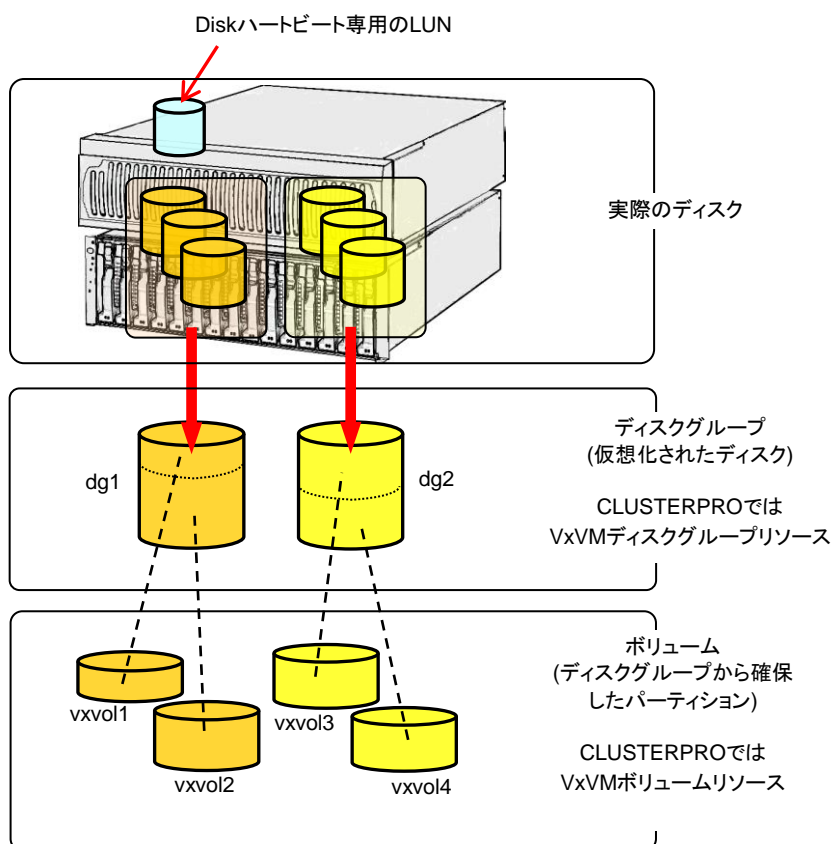 Diskハートビート専用のLUN
実際のディスク
ディスクグループ
(仮想化されたディスク)
CLUSTERPROでは
VxVMディスクグループリソース
dg1
dg2
ボリューム
(ディスクグループから確保
したパーティション)
CLUSTERPROでは
VxVMボリュームリソース
vxvol1
vxvol2
vxvol3
vxvol4